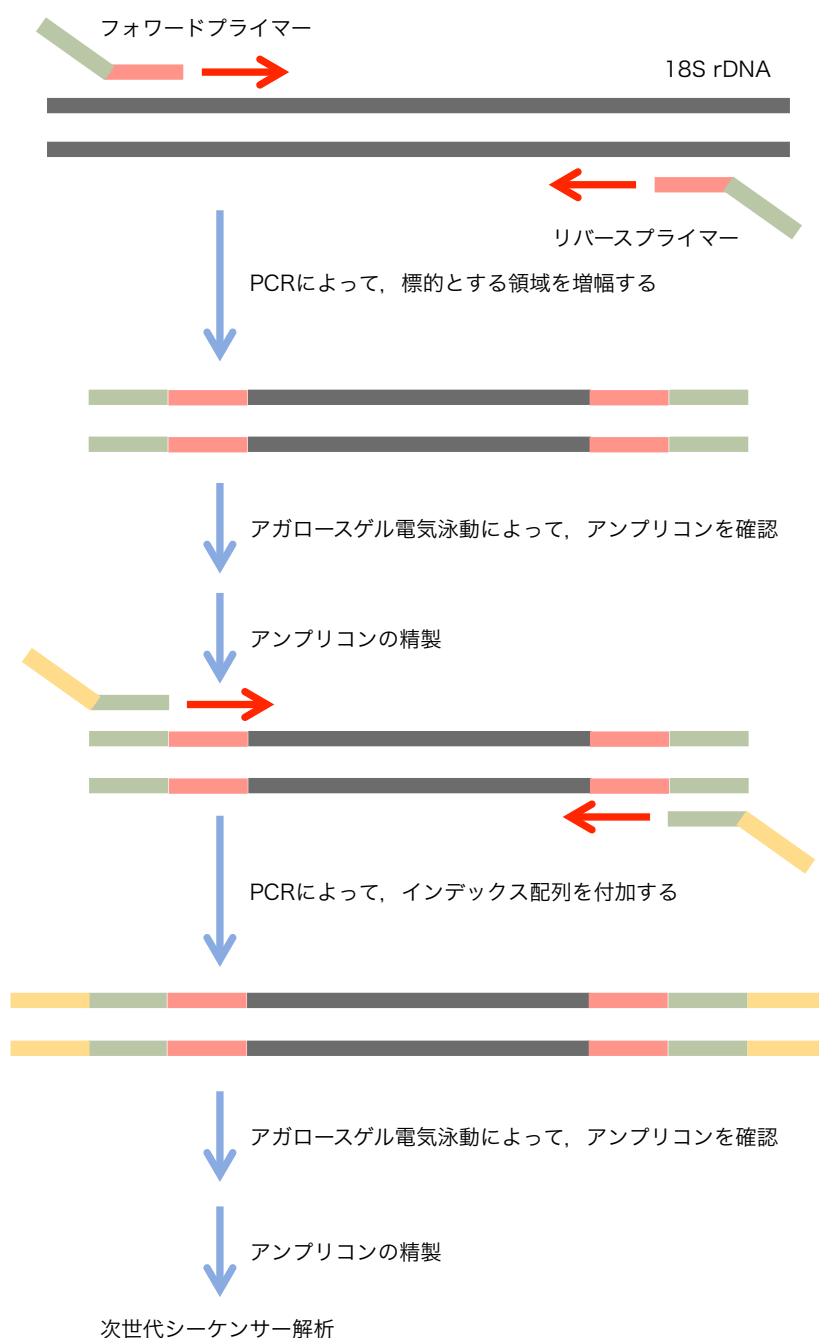 フォワードプライマー
18S rDNA
リバースプライマー
PCRによって，標的とする領域を増幅する
アガロースゲル電気泳動によって，アンプリコンを確認
アンプリコンの精製
PCRによって，インデックス配列を付加する
アガロースゲル電気泳動によって，アンプリコンを確認
アンプリコンの精製
次世代シーケンサー解析